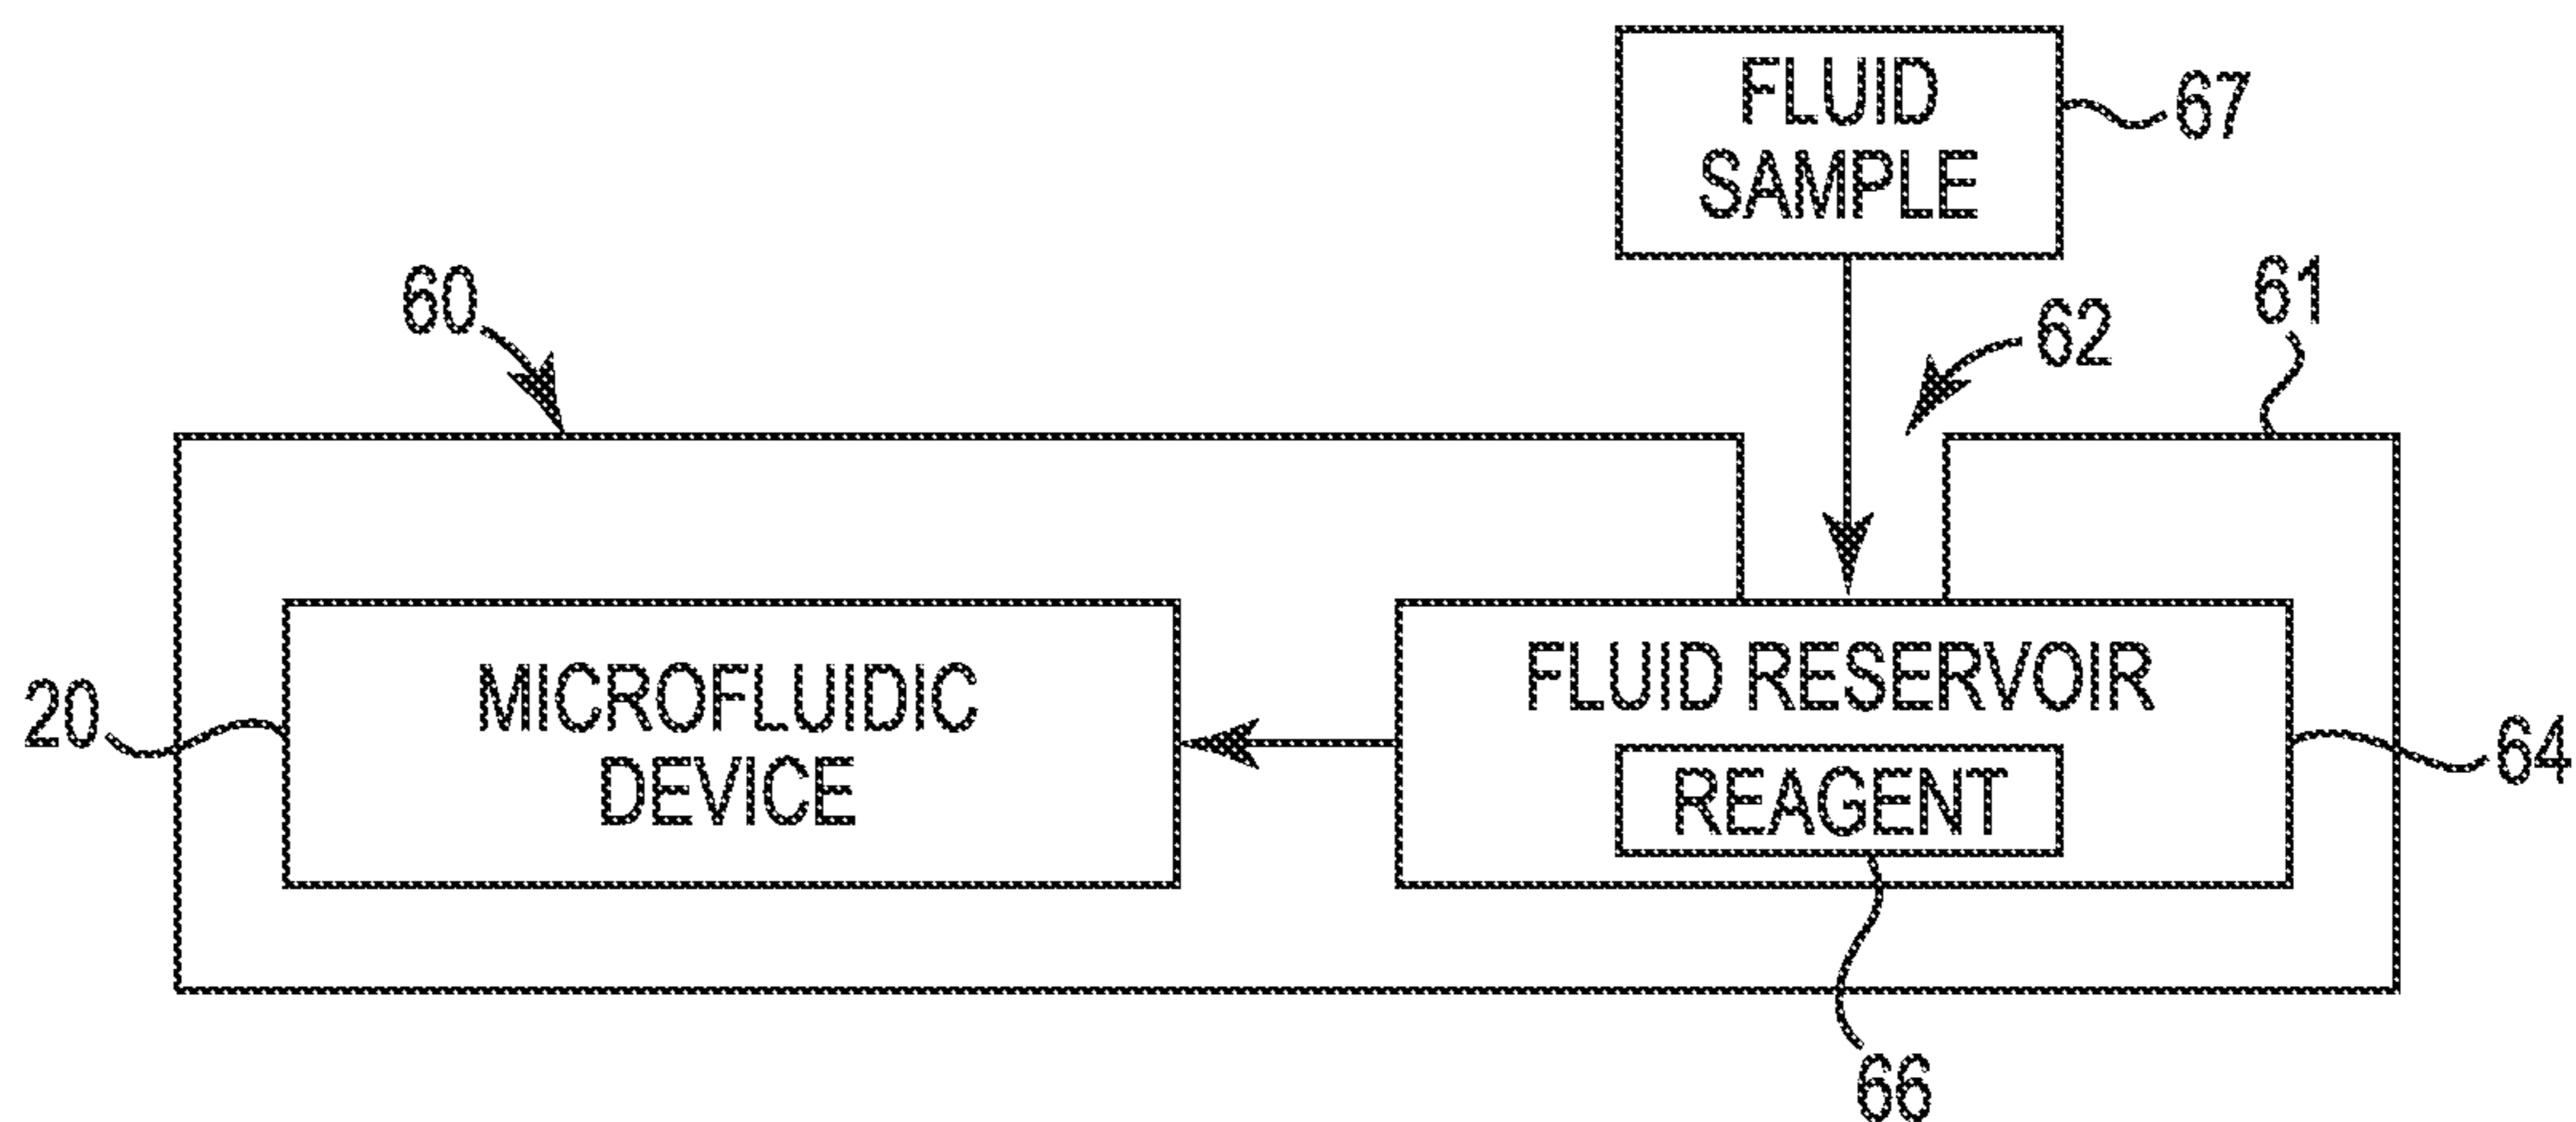 FLUID
SAMPLE
67
60
62
61
20
MICROFLUIDIC
DEVICE
FLUID RESERVOIR
REAGENT
64
66